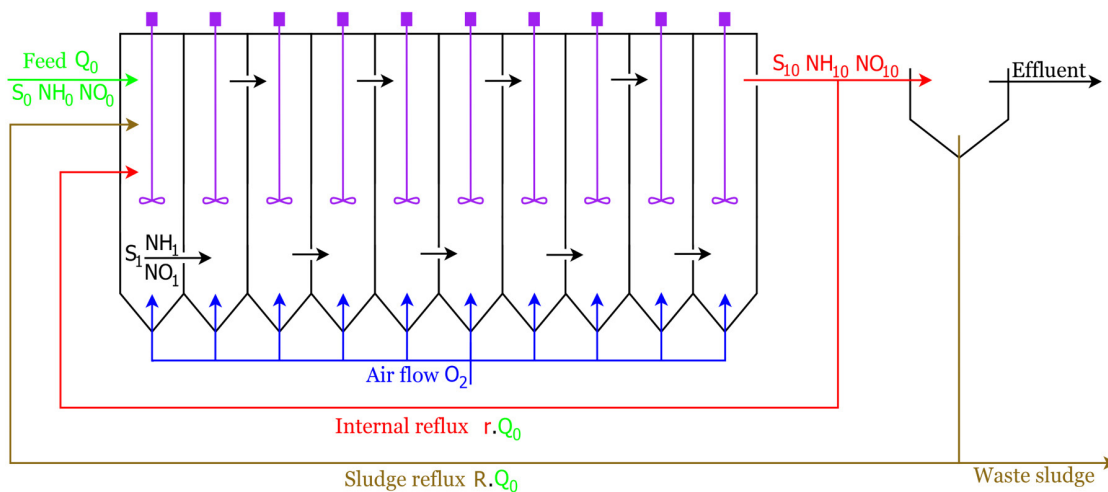 Feed Q₀
S₀ NH₀ NO₀
S₁₀ NH₁₀ NO₁₀
Effluent
S₁ NH₁
NO₁
Air flow O₂
Internal reflux r.Q₀
Sludge reflux R.Q₀
Waste sludge